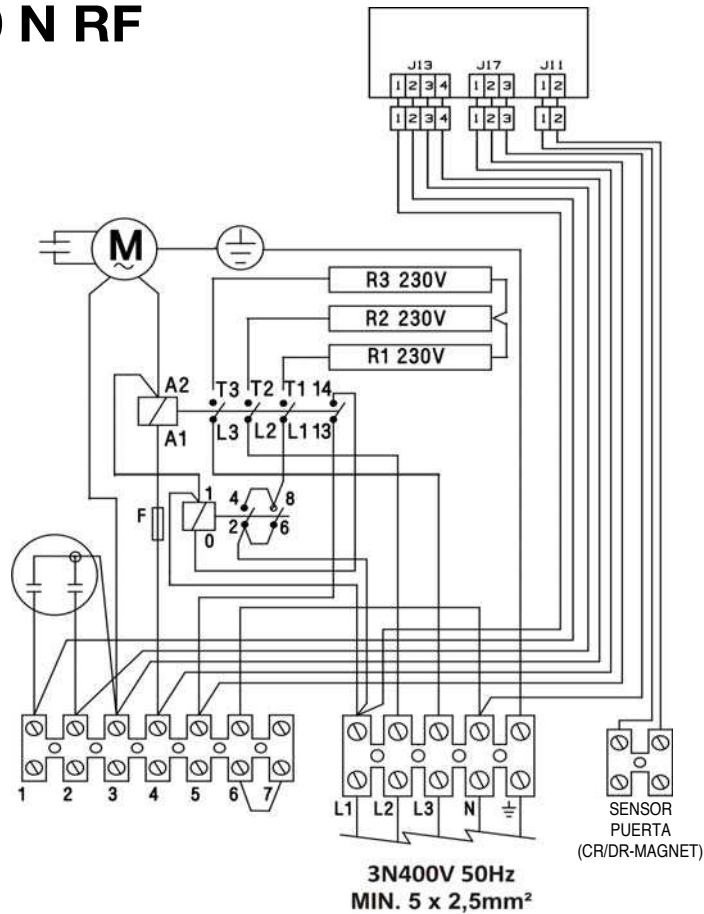 N RF
J13 J17 J11
1 2 3 4 1 2 3 1 2
1 2 3 4 1 2 3 1 2
M
~
R3 230V
R2 230V
R1 230V
A2 T3 T2 T1 14
A1 L3 L2 L1 13
F
1 4 8
0 2 6
1 2 3 4 5 6 7
L1 L2 L3 N
SENSOR
PUERTA
(CR/DR-MAGNET)
3N400V 50Hz
MIN. 5 x 2,5mm²